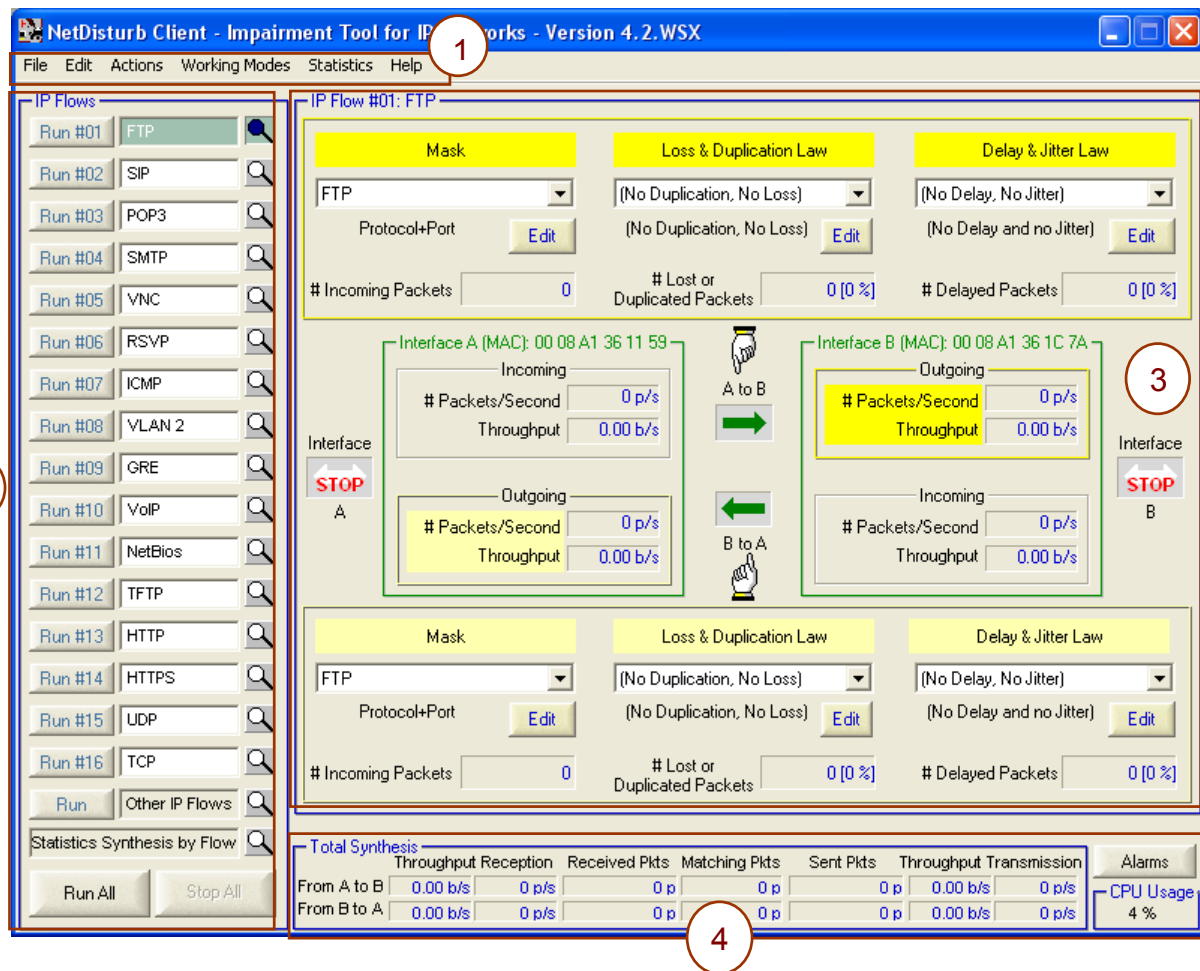 NetDisturb Client - Impairment Tool for IP    orks - Version 4.2.WSX
1
File Edit Actions Working Modes Statistics Help
IP Flows
Run #01 FTP
Run #02 SIP
Run #03 POP3
Run #04 SMTP
Run #05 VNC
Run #06 RSVP
Run #07 ICMP
Run #08 VLAN 2
Run #09 GRE
Run #10 VoIP
Run #11 NetBios
Run #12 TFTP
Run #13 HTTP
Run #14 HTTPS
Run #15 UDP
Run #16 TCP
Run Other IP Flows
Statistics Synthesis by Flow
Run All Stop All
IP Flow #01: FTP
Mask Loss & Duplication Law Delay & Jitter Law
FTP (No Duplication, No Loss) (No Delay, No Jitter)
Protocol+Port Edit (No Duplication, No Loss) Edit (No Delay and no Jitter) Edit
# Incoming Packets 0 # Lost or Duplicated Packets 0 [0 %] # Delayed Packets 0 [0 %]
Interface A (MAC): 00 08 A1 36 11 59
Incoming
# Packets/Second 0 p/s
Throughput 0.00 b/s
Interface
STOP
A
Outgoing
# Packets/Second 0 p/s
Throughput 0.00 b/s
A to B
B to A
Interface B (MAC): 00 08 A1 36 1C 7A
Outgoing
# Packets/Second 0 p/s
Throughput 0.00 b/s
3
Interface
STOP
B
Incoming
# Packets/Second 0 p/s
Throughput 0.00 b/s
Mask Loss & Duplication Law Delay & Jitter Law
FTP (No Duplication, No Loss) (No Delay, No Jitter)
Protocol+Port Edit (No Duplication, No Loss) Edit (No Delay and no Jitter) Edit
# Incoming Packets 0 # Lost or Duplicated Packets 0 [0 %] # Delayed Packets 0 [0 %]
Total Synthesis
Throughput Reception Received Pkts Matching Pkts Sent Pkts Throughput Transmission
From A to B 0.00 b/s 0 p/s 0 p 0 p 0 p 0.00 b/s 0 p/s
From B to A 0.00 b/s 0 p/s 0 p 0 p 0 p 0.00 b/s 0 p/s
Alarms
CPU Usage
4 %
4